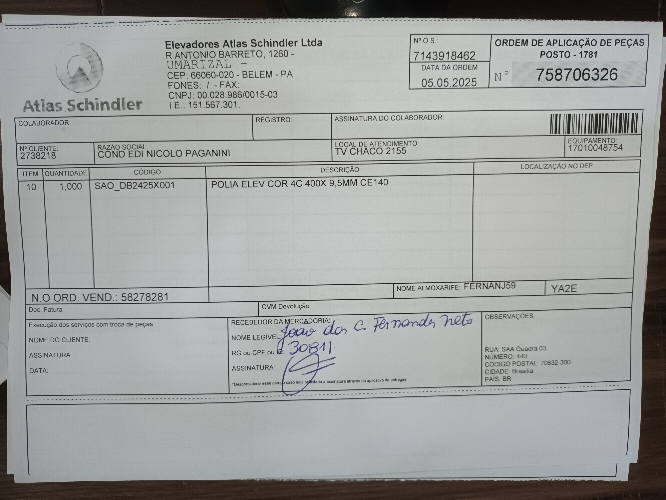 Elevadores Atlas Schindler Ltda
R ANTONIO BARRETO, 1260 -
UMARIZAL -
CEP: 66060-020 - BELEM - PA
FONES: / - FAX:
CNPJ: 00.028.986/0015-03
I.E.: 151.567.301.
Atlas Schindler
Nº O.S.:
7143918462
DATA DA ORDEM
05.05.2025
ORDEM DE APLICAÇÃO DE PEÇAS
POSTO - 1781
Nº 758706326
COLABORADOR:
REGISTRO:
ASSINATURA DO COLABORADOR:
Nº CLIENTE:
2738218
RAZÃO SOCIAL
COND EDI NICOLO PAGANINI
LOCAL DE ATENDIMENTO:
TV CHACO 2155
EQUIPAMENTO:
17010048754
ITEM QUANTIDADE CÓDIGO DESCRIÇÃO LOCALIZAÇÃO NO DEP.
10 1,000 SAO_DB2425X001 POLIA ELEV COR 4C 400X 9,5MM CE140
N.O ORD. VEND.: 58278281
NOME ALMOXARIFE: FERNANJ59
YA2E
Doc Fatura
OVM Devolução:
Execução dos serviços com troca de peças
NOME DO CLIENTE:
ASSINATURA
DATA:
RECEBEDOR DA MERCADORIA:
NOME LEGIVEL: João dos C. Fernandes Neto
RG ou CPF ou 30811
ASSINATURA:
OBSERVAÇÕES:
RUA: SAA Quadra 03
NÚMERO: 440
CÓDIGO POSTAL: 70632-300
CIDADE: Brasília
PAIS: BR